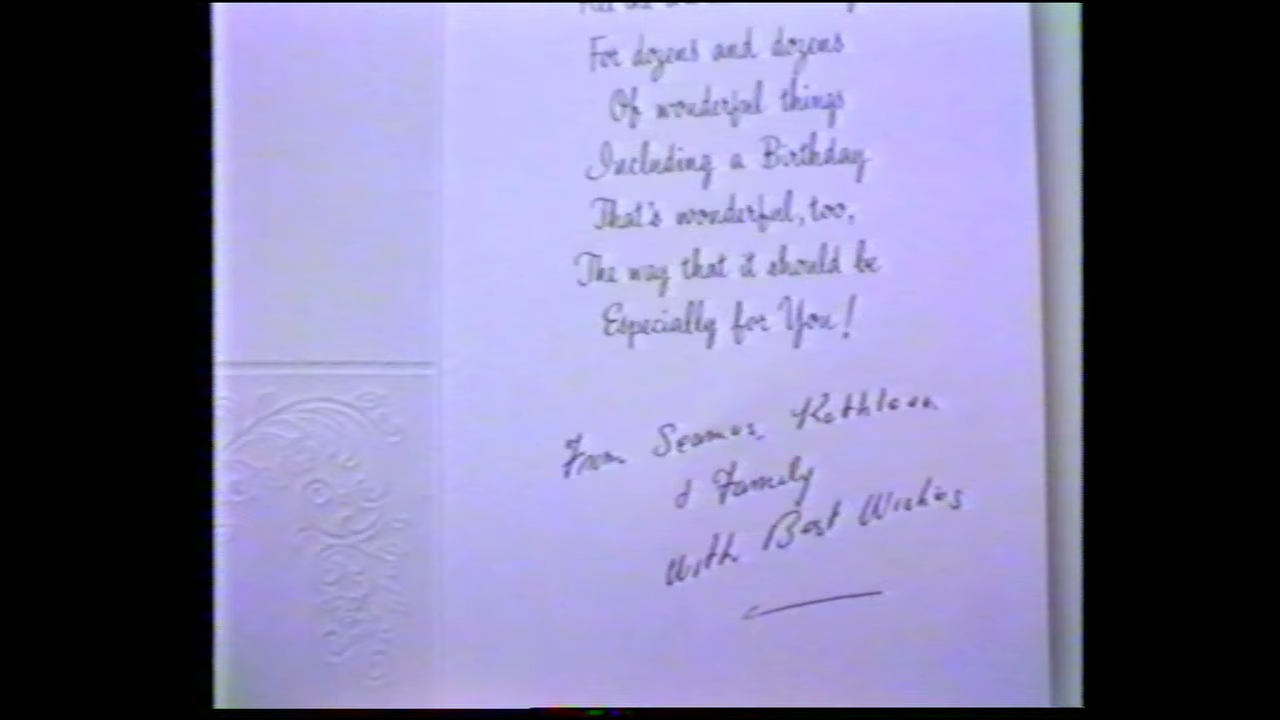 For dozens and dozens
Of wonderful things
Including a Birthday
That's wonderful, too,
The way that it should be
Especially for You!
From Seamus, Kathleen
& Family
With Best Wishes